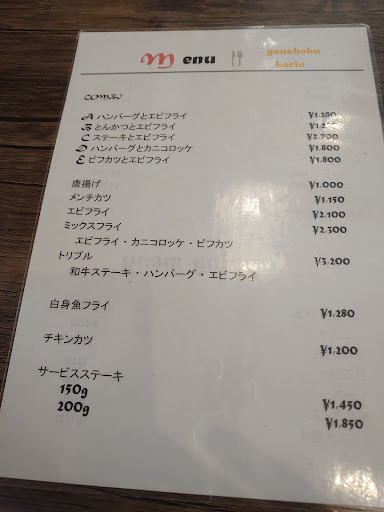 Menu
youshoku
karin
A ハンバーグとエビフライ ¥1.280
B とんかつとエビフライ
C ステーキとエビフライ ¥2.700
D ハンバーグとカニコロッケ ¥1.800
E ビフカツとエビフライ ¥1.800
唐揚げ ¥1.000
メンチカツ ¥1.150
エビフライ ¥2.100
ミックスフライ ¥2.300
エビフライ・カニコロッケ・ビフカツ
トリプル ¥3.200
和牛ステーキ・ハンバーグ・エビフライ
白身魚フライ ¥1.280
チキンカツ ¥1.200
サービスステーキ
150g ¥1.450
200g ¥1.850